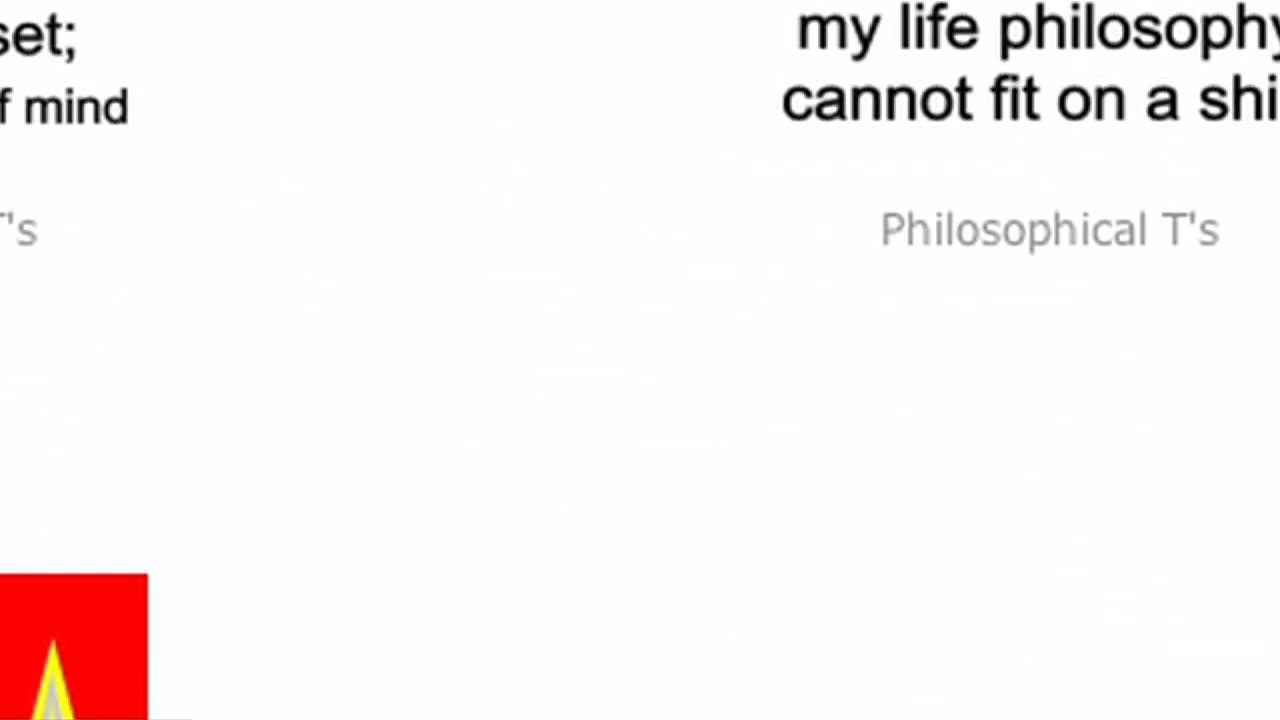 set;
f mind
T's
my life philosophy
cannot fit on a shi
Philosophical T's